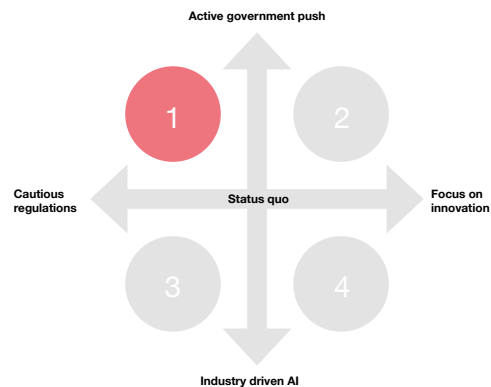 Active government push
1
2
Cautious
regulations
Status quo
Focus on
innovation
3
4
Industry driven AI